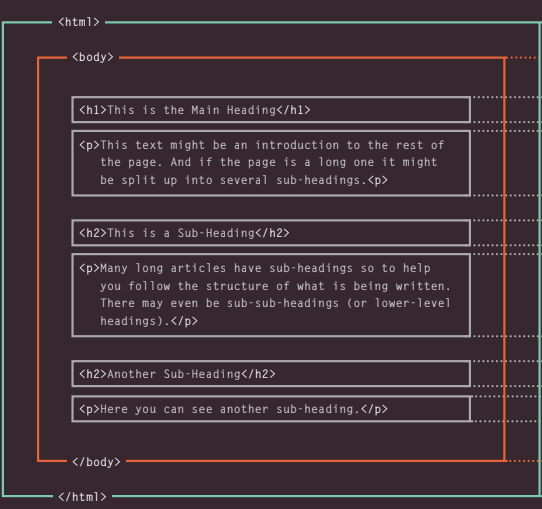 <html>
<body>
<h1>This is the Main Heading</h1>
<p>This text might be an introduction to the rest of
the page. And if the page is a long one it might
be split up into several sub-headings.<p>
<h2>This is a Sub-Heading</h2>
<p>Many long articles have sub-headings so to help
you follow the structure of what is being written.
There may even be sub-sub-headings (or lower-level
headings).</p>
<h2>Another Sub-Heading</h2>
<p>Here you can see another sub-heading.</p>
</body>
</html>